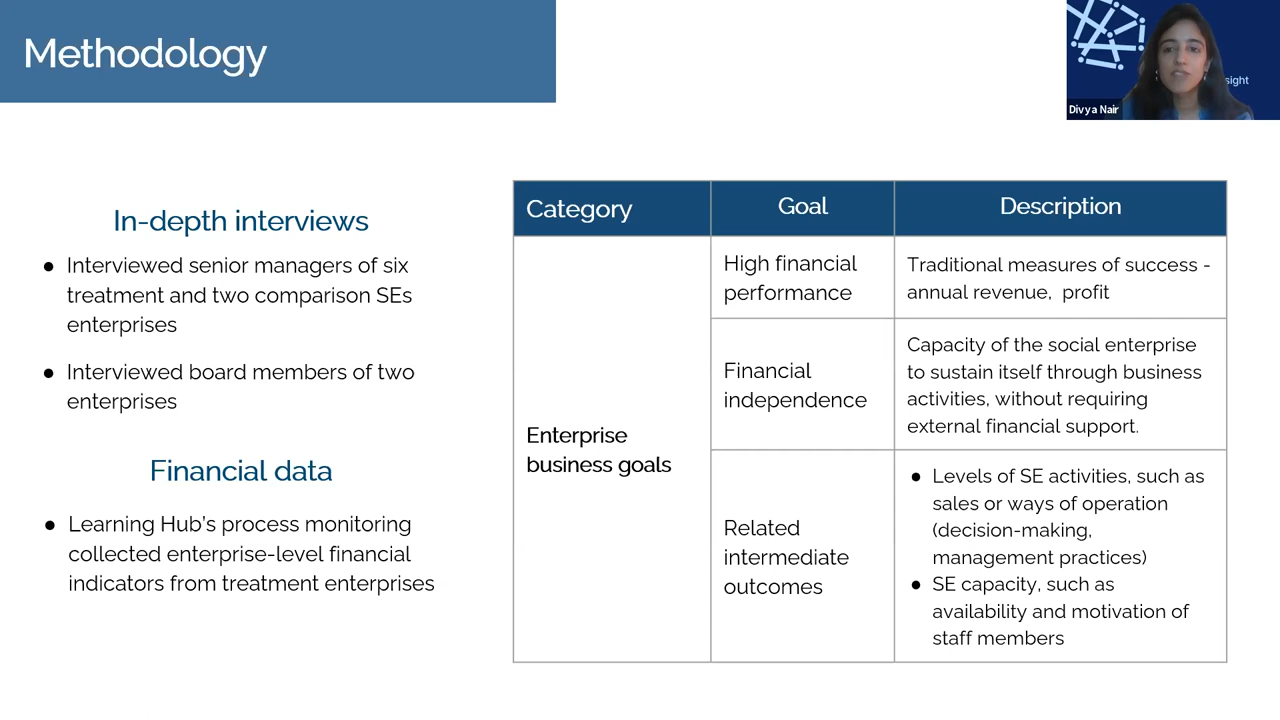 Methodology
sight
Divya Nair
In-depth interviews
● Interviewed senior managers of six
treatment and two comparison SEs
enterprises
● Interviewed board members of two
enterprises
Financial data
● Learning Hub's process monitoring
collected enterprise-level financial
indicators from treatment enterprises
Category
Goal
Description
Enterprise
business goals
High financial
performance
Traditional measures of success -
annual revenue, profit
Financial
independence
Capacity of the social enterprise
to sustain itself through business
activities, without requiring
external financial support.
Related
intermediate
outcomes
● Levels of SE activities, such as
sales or ways of operation
(decision-making,
management practices)
● SE capacity, such as
availability and motivation of
staff members